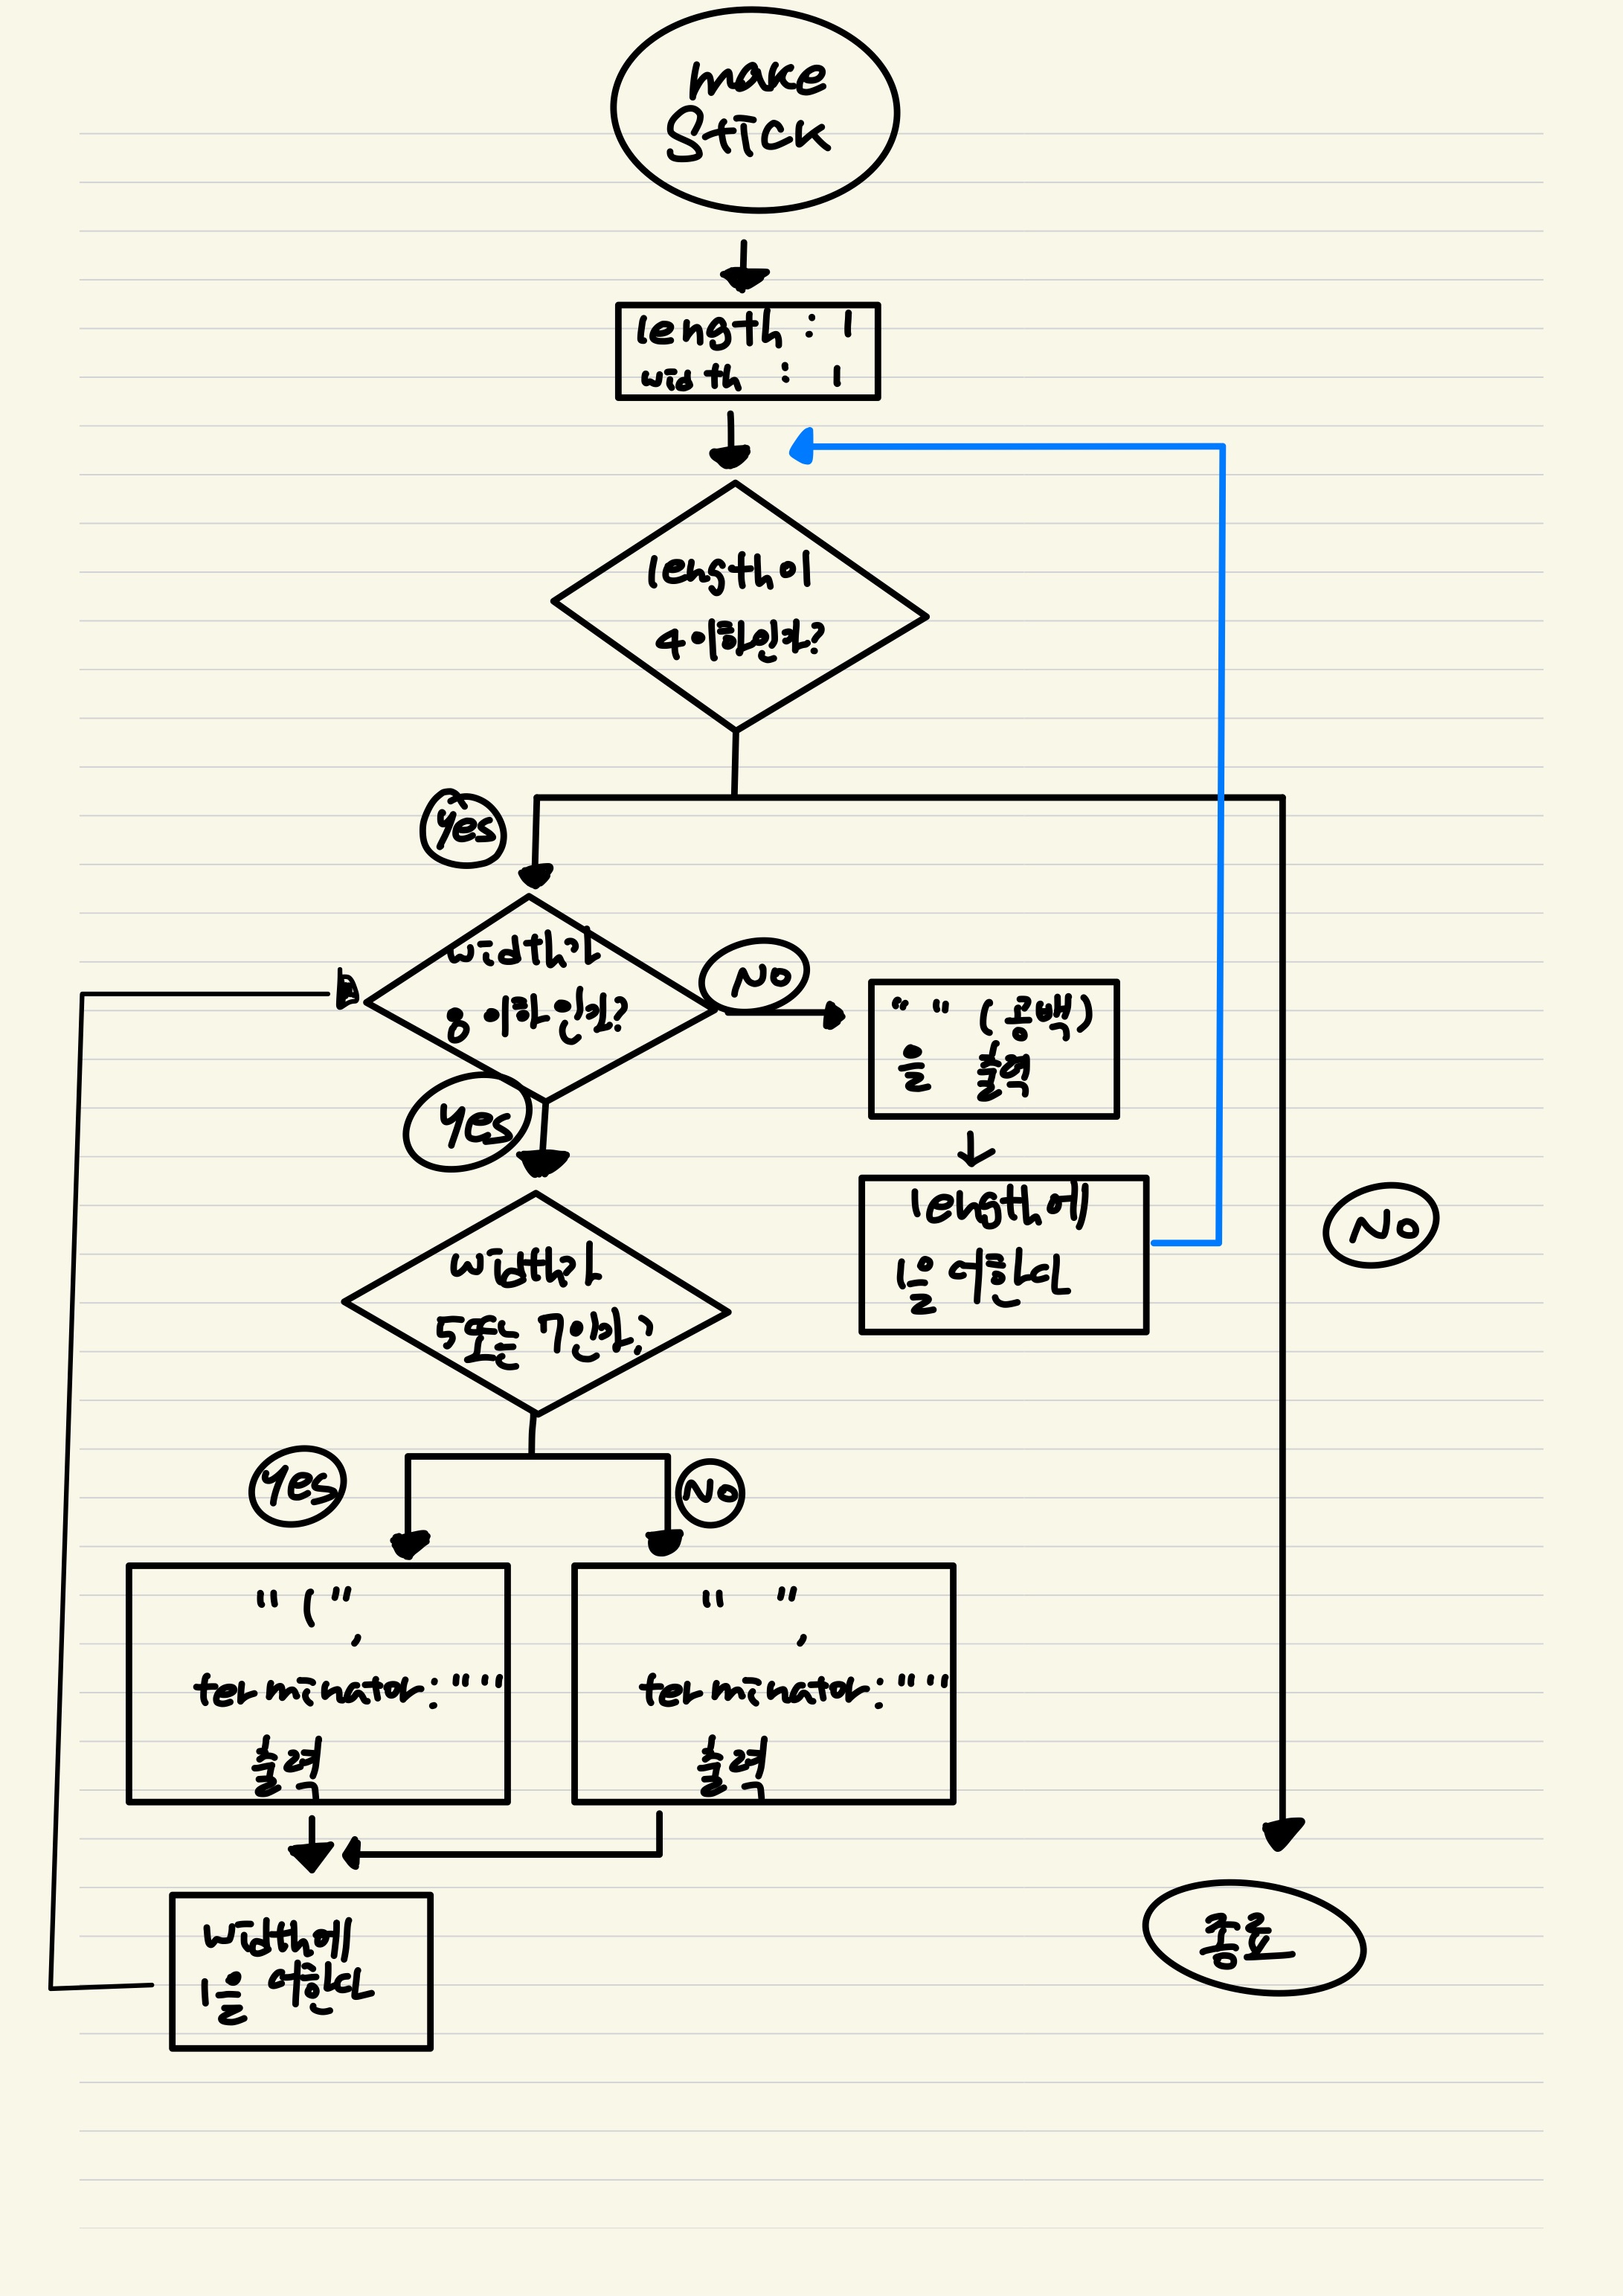 make
Stick
length : 1
width : 1
length이
4이하인가?
Yes
width가
8 이하인가?
No
" " (공백)
을 출력
Yes
length에
1을 더한다
No
width가
5또는 7인가?
Yes
No
" ( ",
terminator: " "
출력
" ",
terminator: " "
출력
width에
1을 더한다
종료